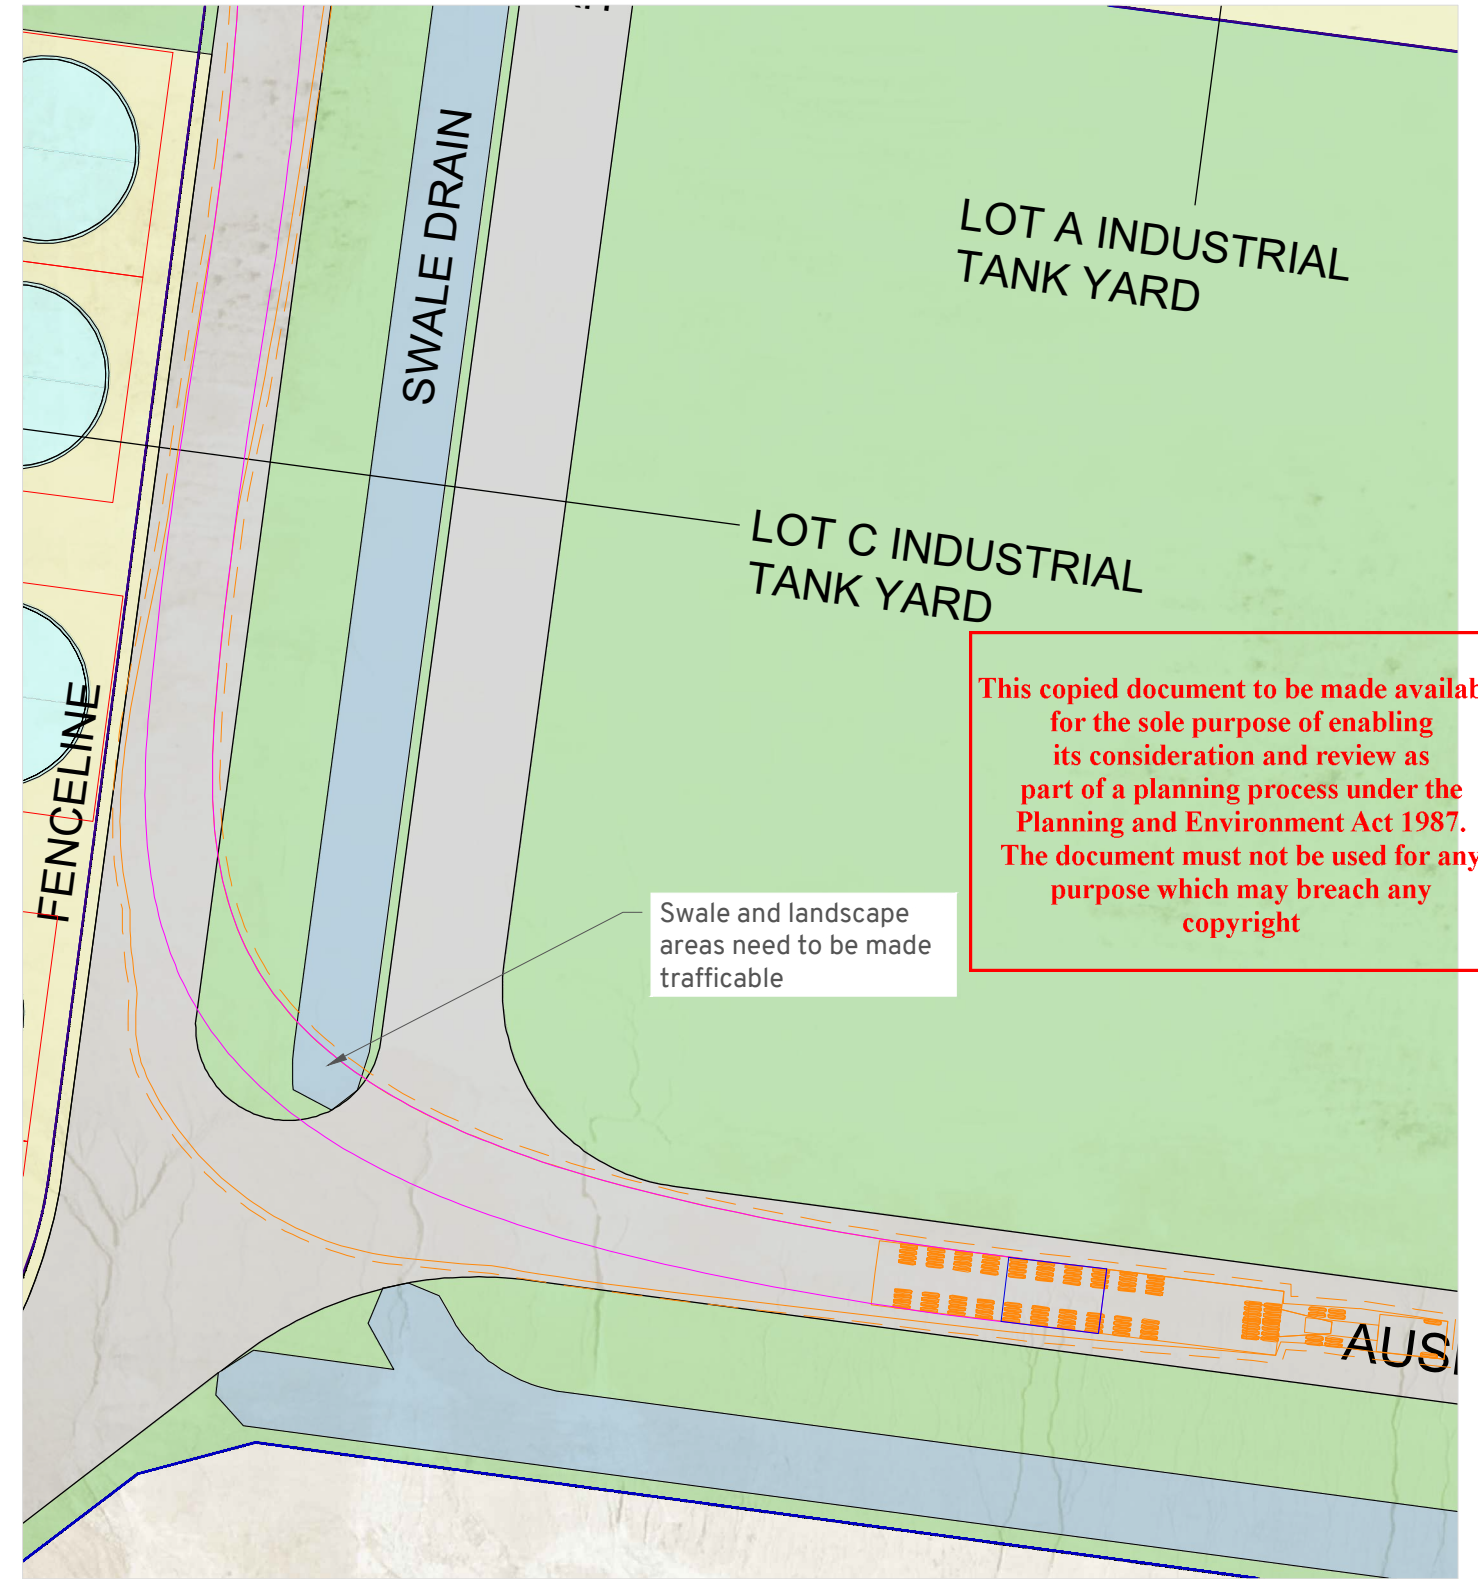 SWALE DRAIN
LOT A INDUSTRIAL
TANK YARD
LOT C INDUSTRIAL
TANK YARD
FENCELINE
This copied document to be made
for the sole purpose of enabling
its consideration and review as
part of a planning process under the
Planning and Environment Act 1987.
The document must not be used for any
purpose which may breach any
copyright
Swale and landscape
areas need to be made
trafficable